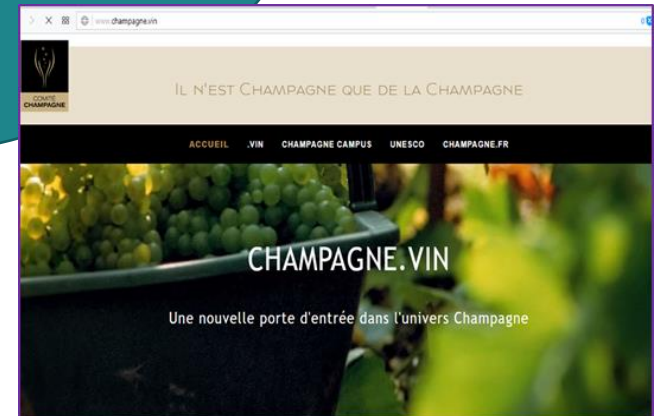 www.champagne.vin
COMITÉ
CHAMPAGNE
IL N'EST CHAMPAGNE QUE DE LA CHAMPAGNE
ACCUEIL .VIN CHAMPAGNE CAMPUS UNESCO CHAMPAGNE.FR
CHAMPAGNE.VIN
Une nouvelle porte d'entrée dans l'univers Champagne